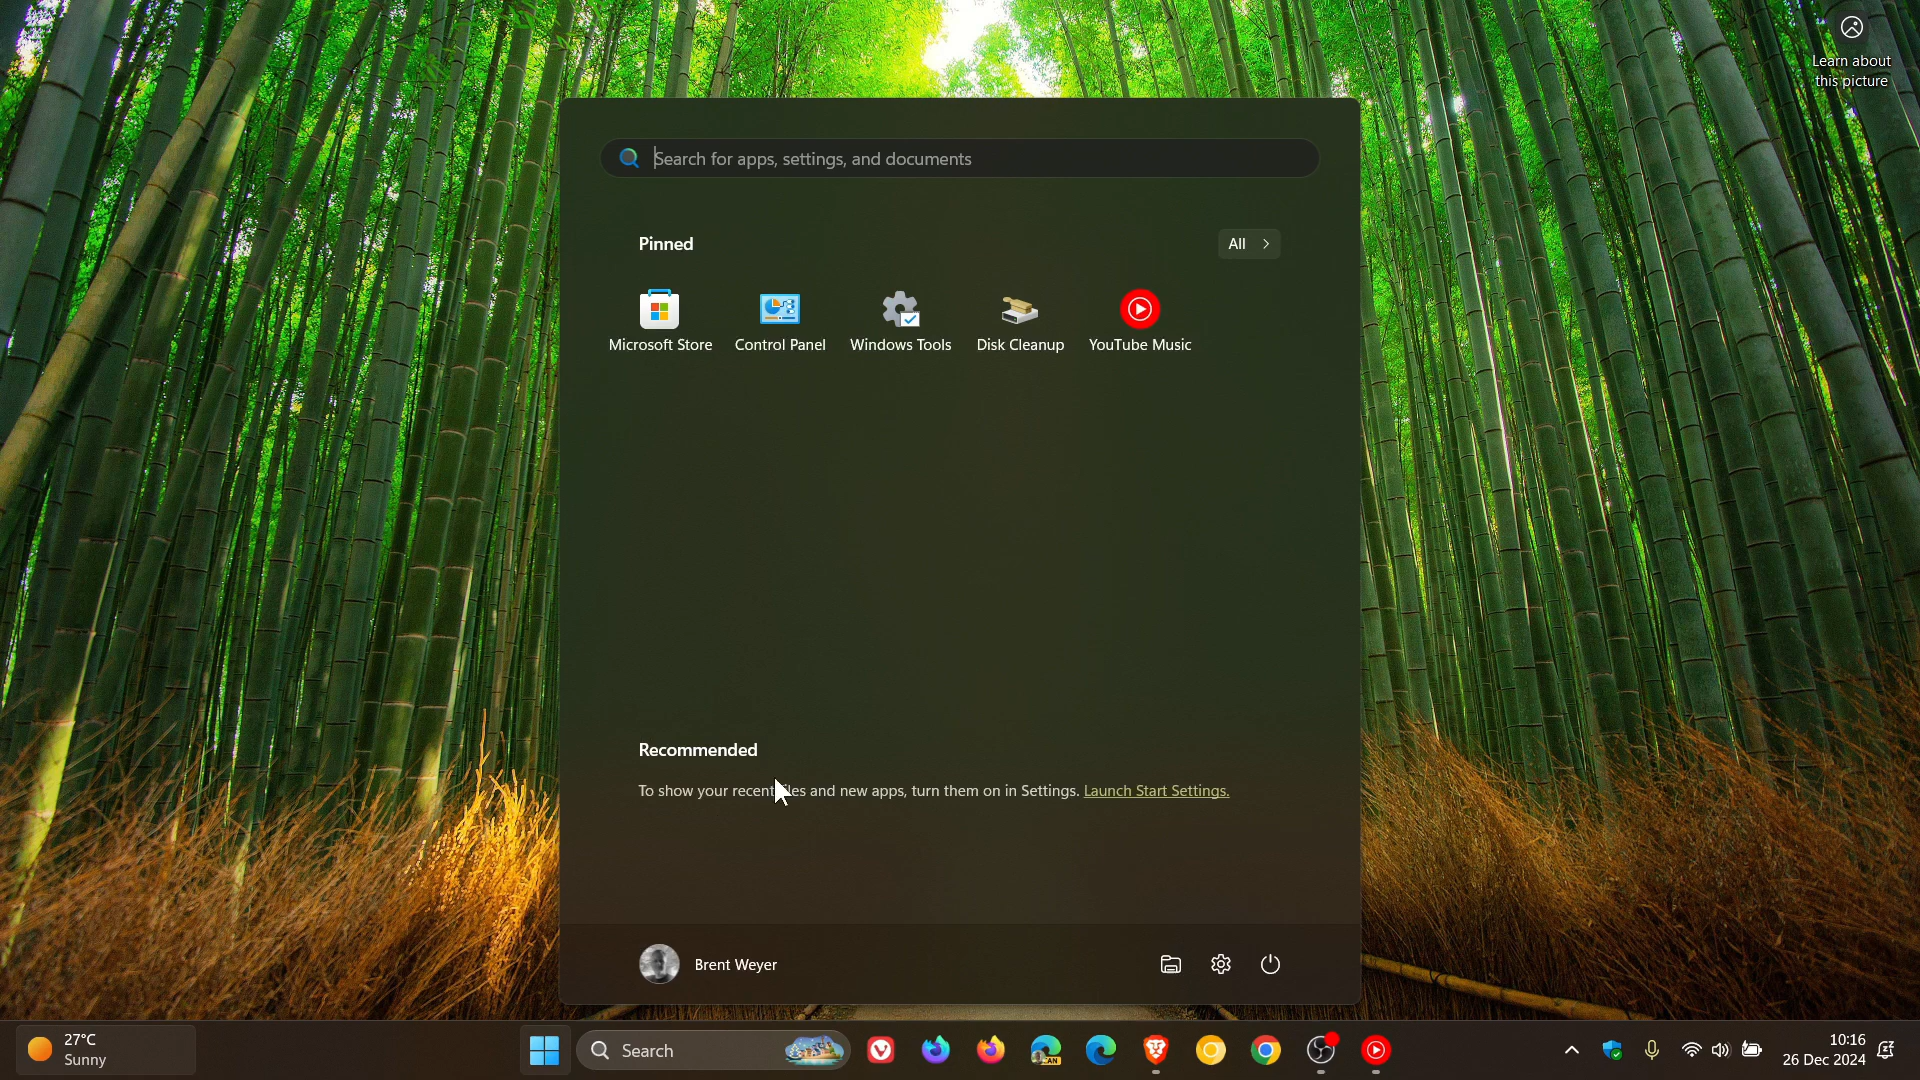 Learn about
this picture
Search for apps, settings, and documents
Pinned
All
Microsoft Store
Control Panel
Windows Tools
Disk Cleanup
YouTube Music
Recommended
To show your recent files and new apps, turn them on in Settings. Launch Start Settings.
Brent Weyer
27°C
Sunny
Search
CAN
10:16
26 Dec 2024